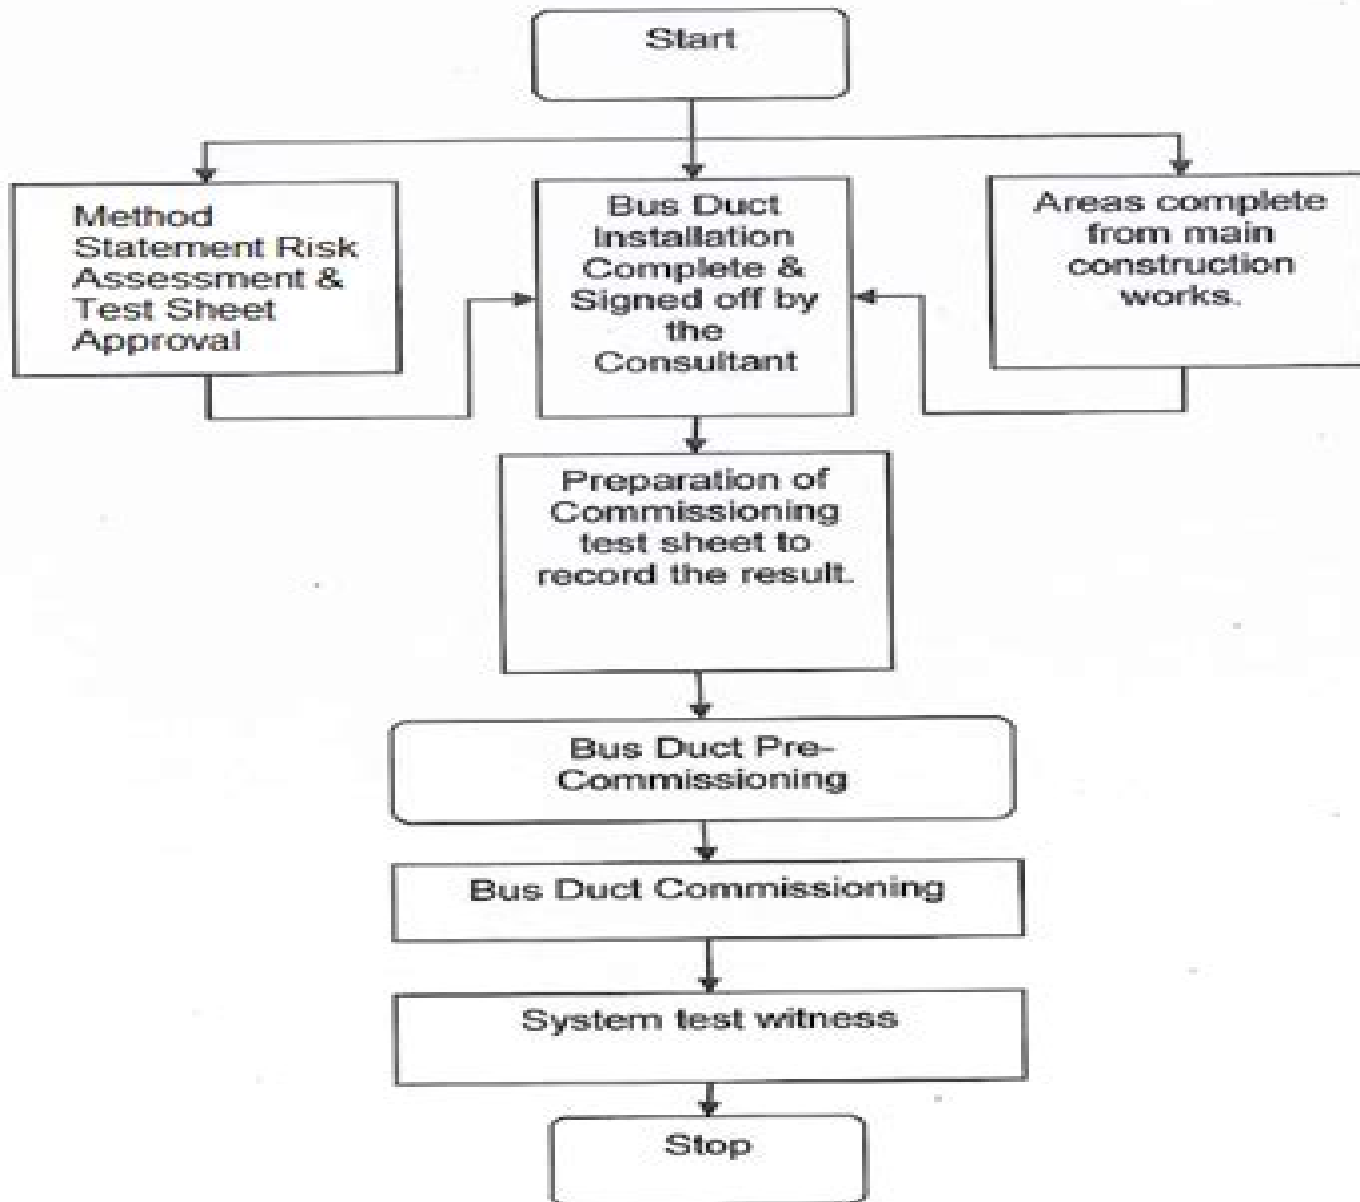 Start
Method
Statement Risk
Assessment &
Test Sheet
Approval
Bus Duct
Installation
Complete &
Signed off by
the
Consultant
Areas complete
from main
construction
works.
Preparation of
Commissioning
test sheet to
record the result.
Bus Duct Pre-
Commissioning
Bus Duct Commissioning
System test witness
Stop